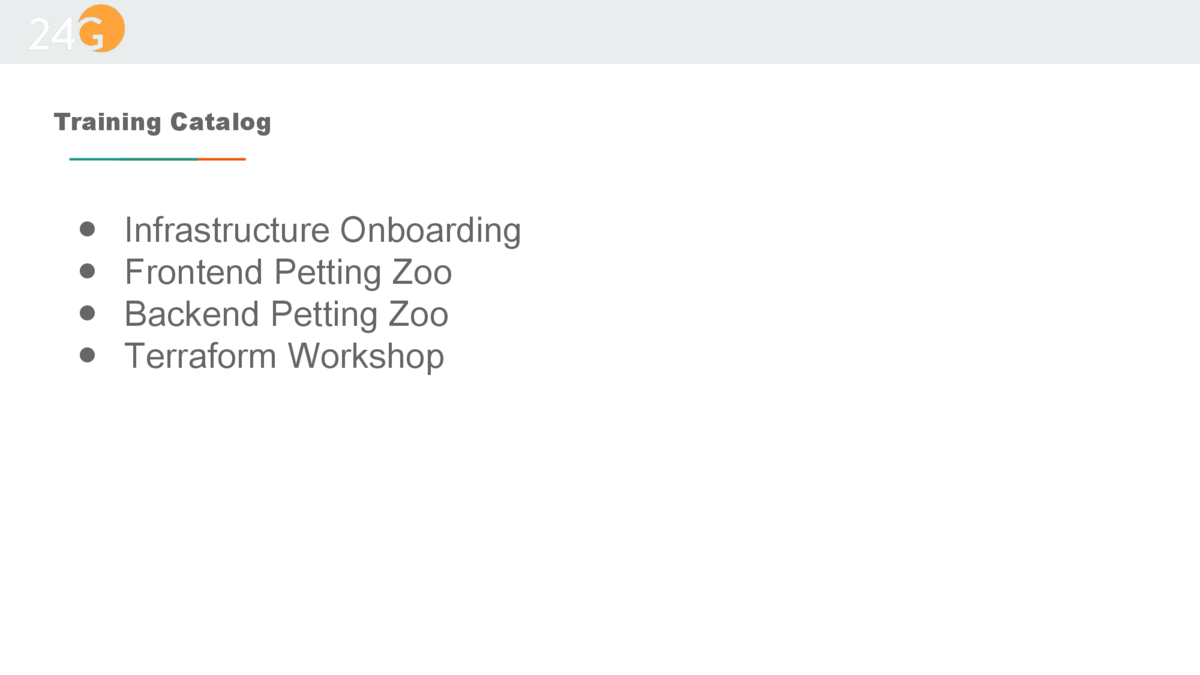 24G
Training Catalog
● Infrastructure Onboarding
● Frontend Petting Zoo
● Backend Petting Zoo
● Terraform Workshop